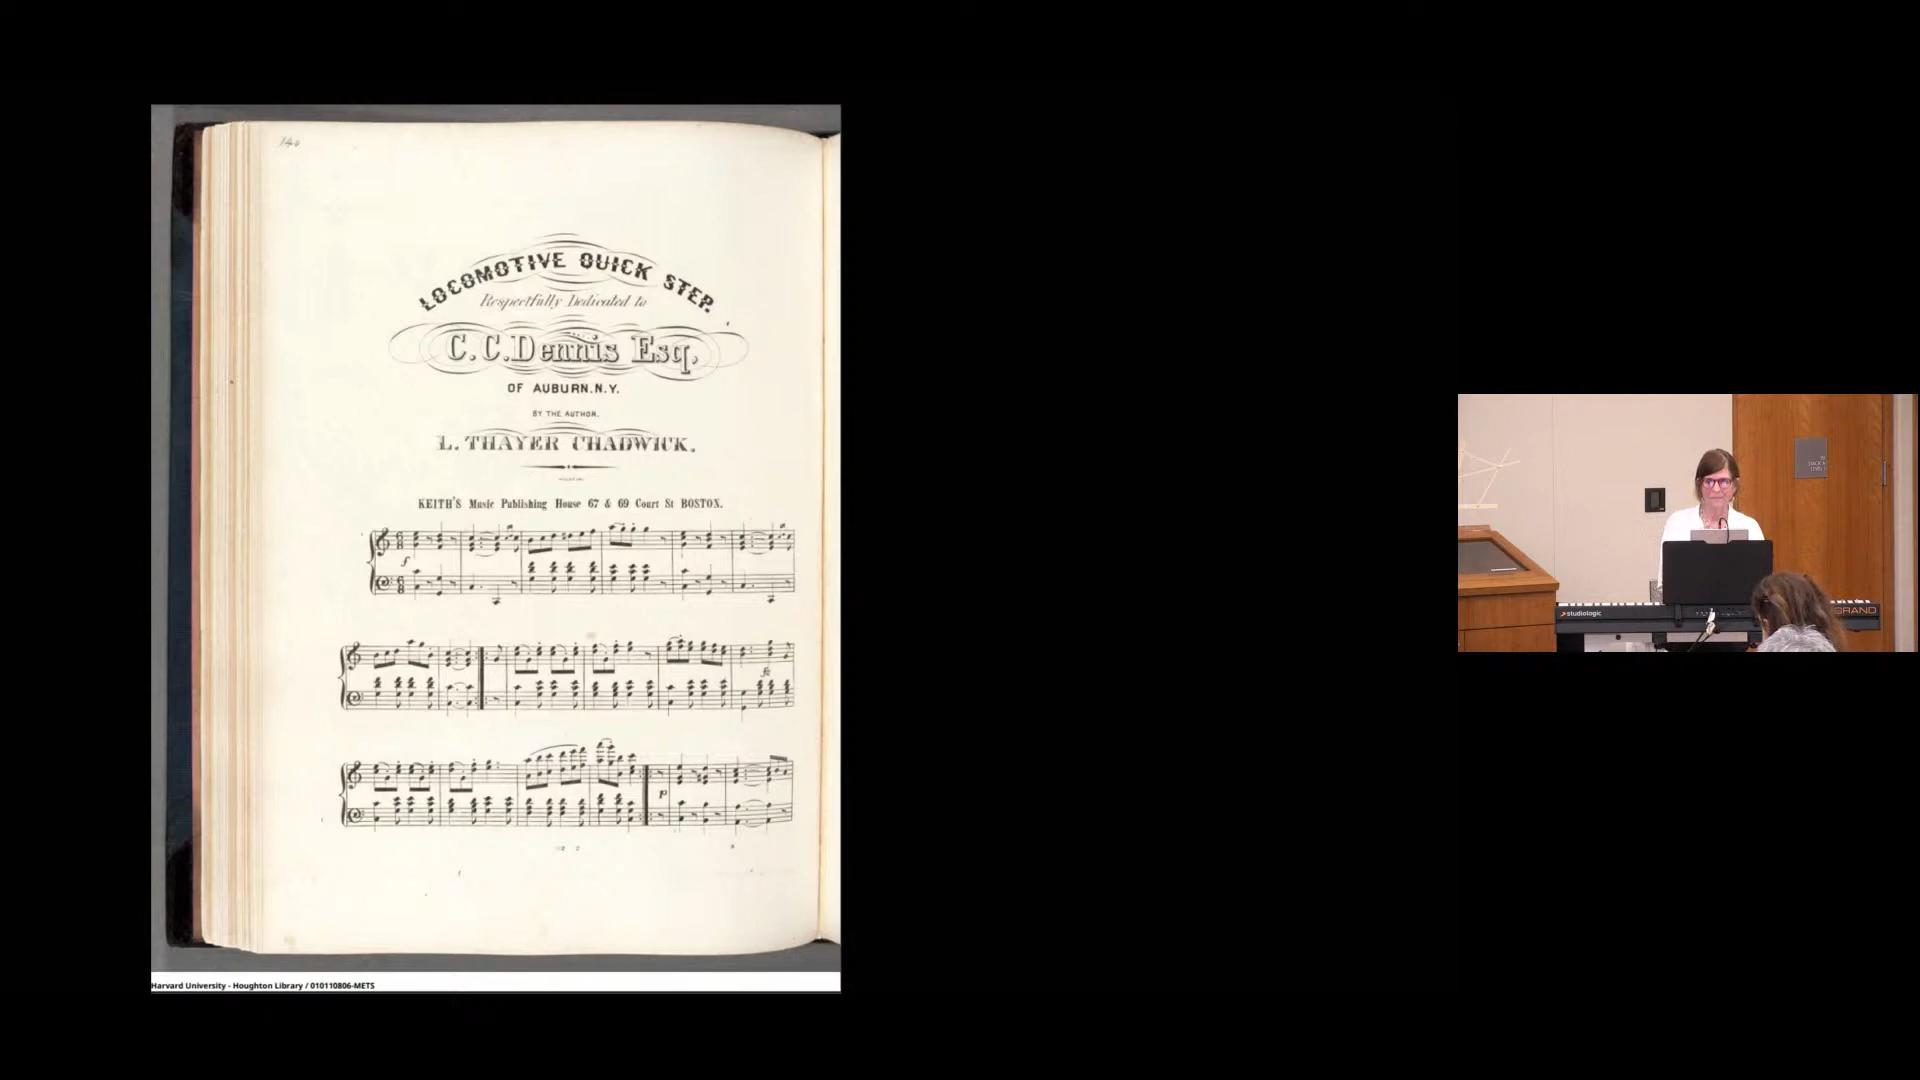 144
LOCOMOTIVE QUICK STEP.
Respectfully Dedicated to
C. C. Dennis Esq.
OF AUBURN. N.Y.
BY THE AUTHOR.
L. THAYER CHADWICK.
KEITH'S Music Publishing House 67 & 69 Court St BOSTON.
f
p
Harvard University - Houghton Library / 010110806-METS
studiologic
GRAND